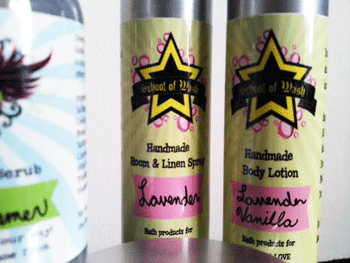 Scrub
School of Wash
Handmade
Room & Linen Spray
Lavender
Bath products for
School of Wash
Handmade
Body Lotion
Lavender
Vanilla
Bath products for
LOVE